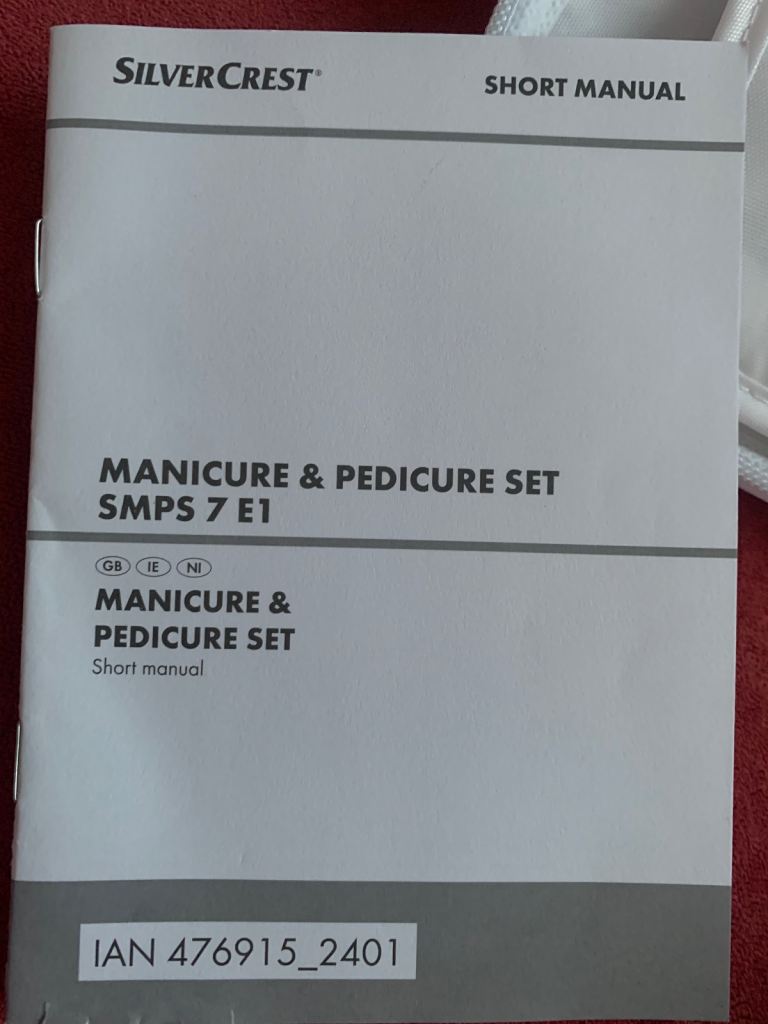 SILVERCREST®
SHORT MANUAL
MANICURE & PEDICURE SET
SMPS 7 E1
GB IE NI
MANICURE &
PEDICURE SET
Short manual
IAN 476915_2401